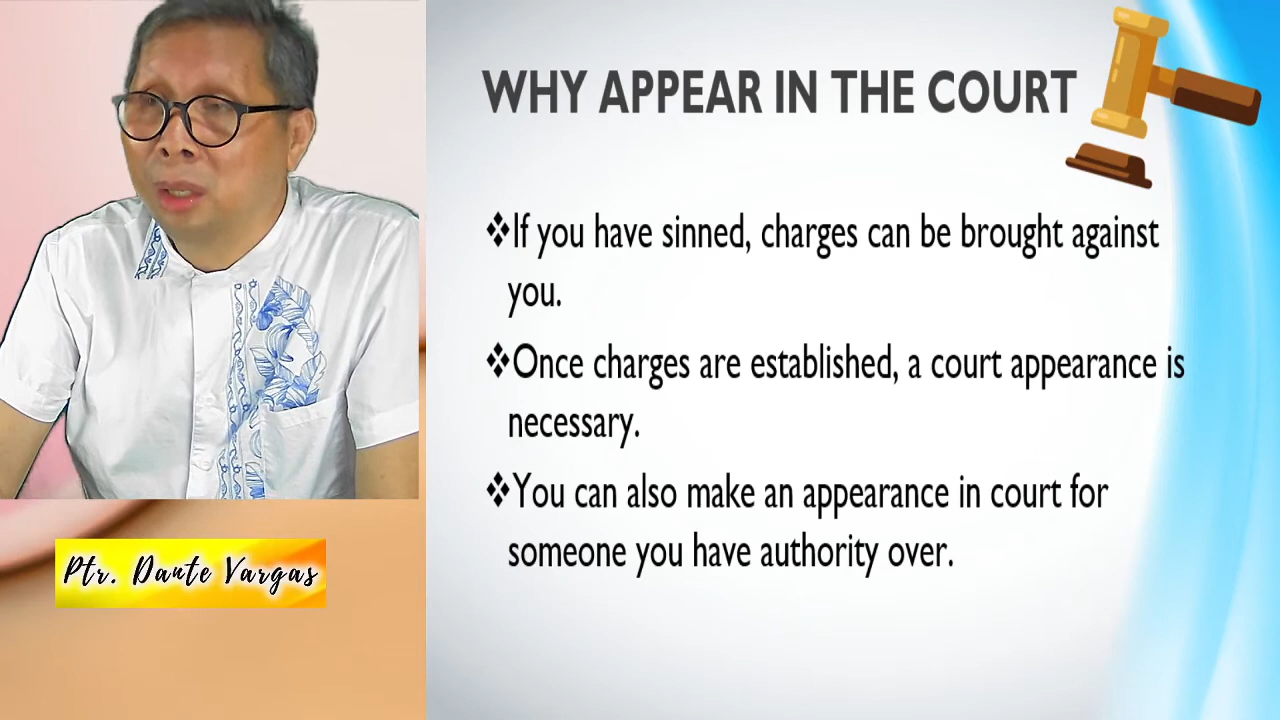 WHY APPEAR IN THE COURT
❖If you have sinned, charges can be brought against
you.
❖Once charges are established, a court appearance is
necessary.
❖You can also make an appearance in court for
someone you have authority over.
Ptr. Dante Vargas